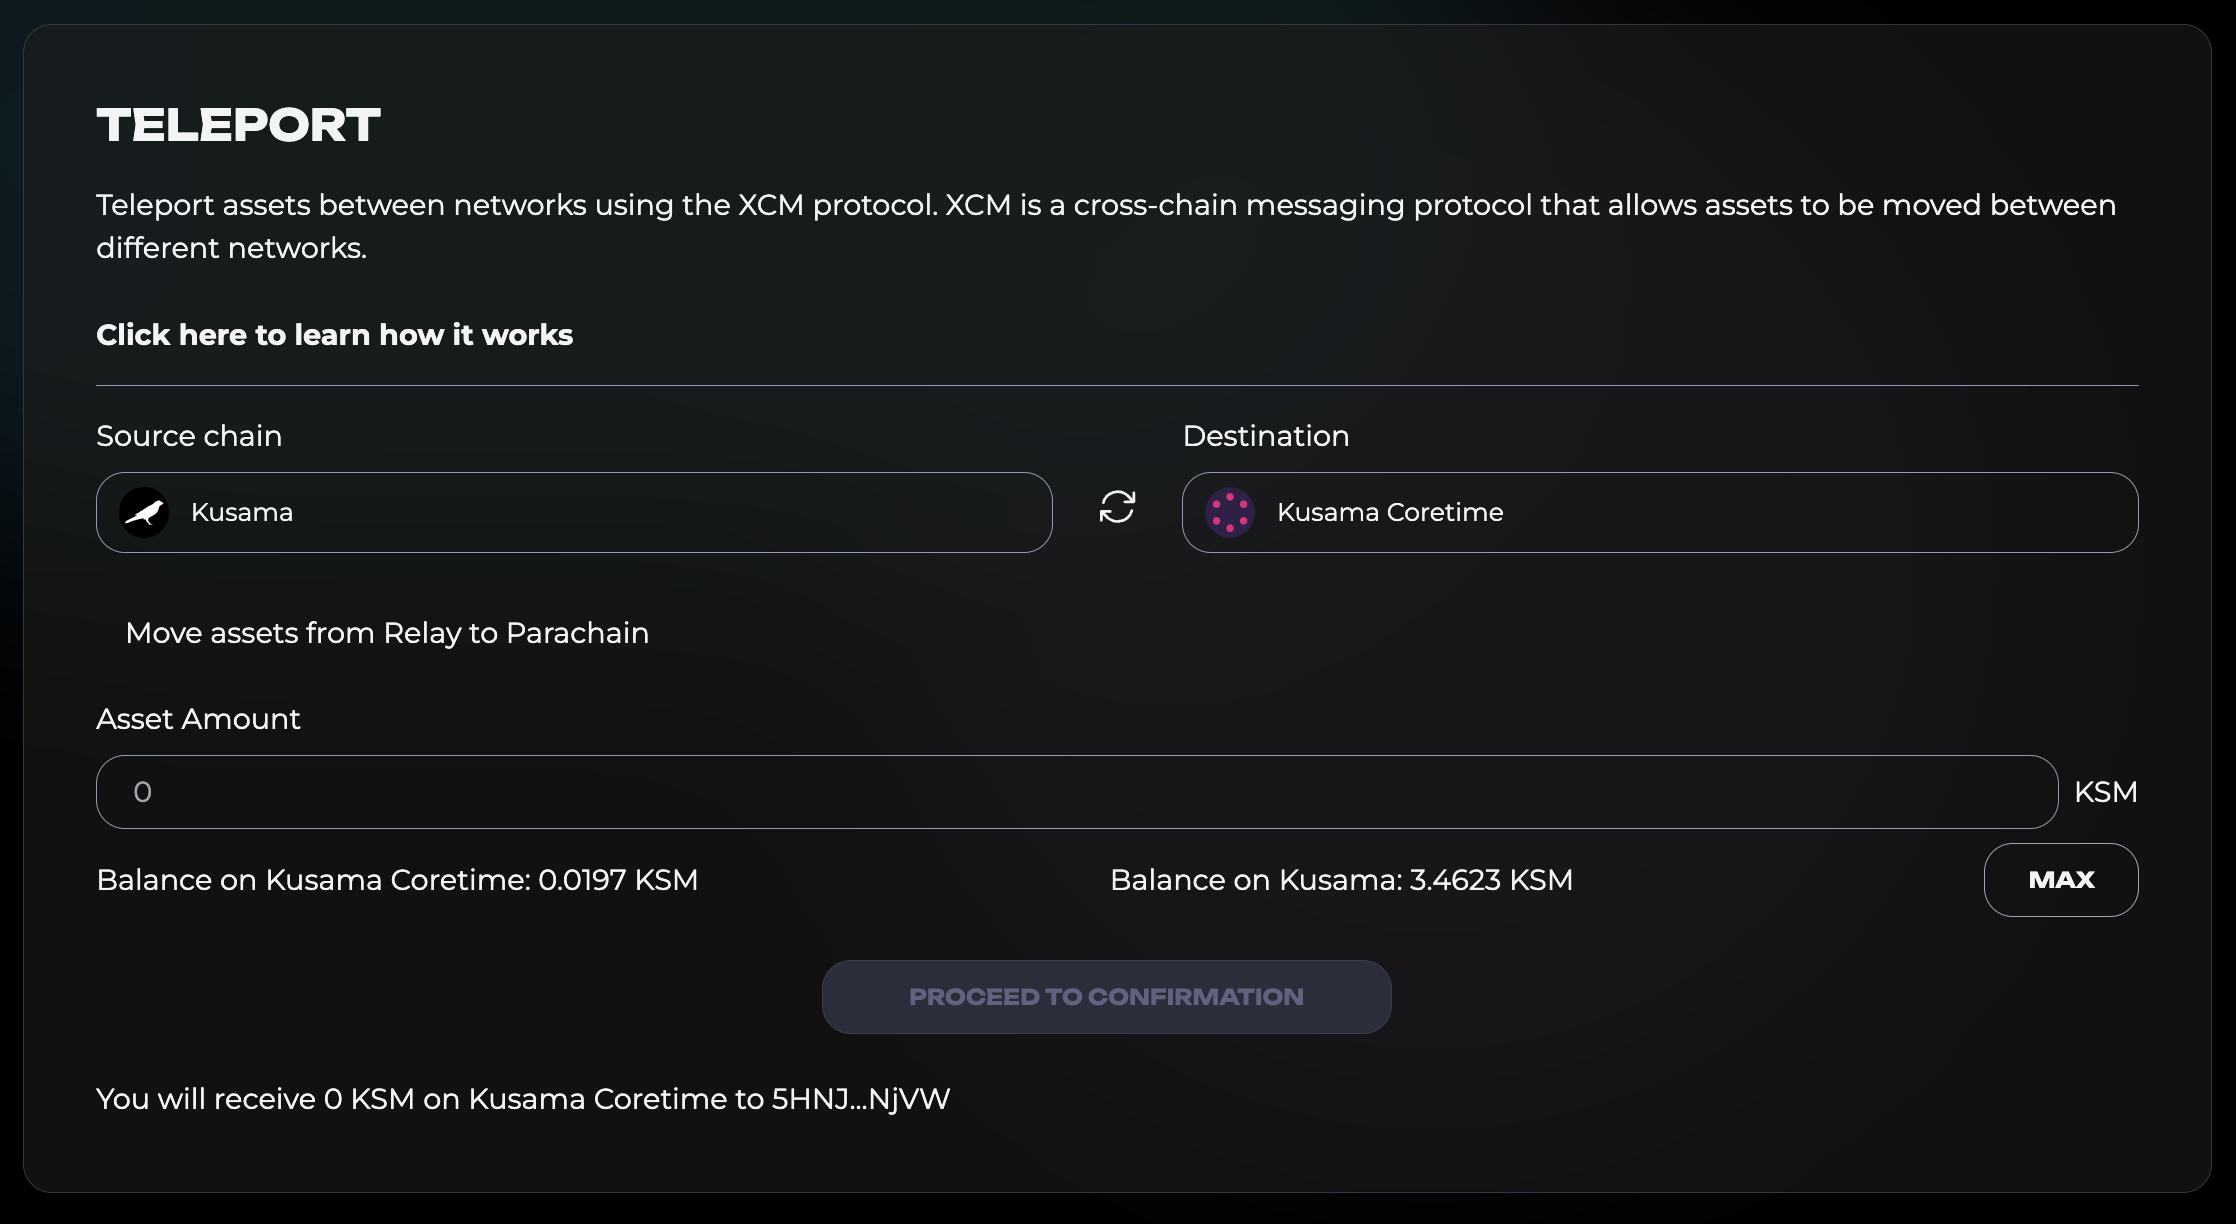 TELEPORT
Teleport assets between networks using the XCM protocol. XCM is a cross-chain messaging protocol that allows assets to be moved between
different networks.
Click here to learn how it works
Source chain
Destination
Kusama
Kusama Coretime
Move assets from Relay to Parachain
Asset Amount
0
KSM
Balance on Kusama Coretime: 0.0197 KSM
Balance on Kusama: 3.4623 KSM
MAX
PROCEED TO CONFIRMATION
You will receive 0 KSM on Kusama Coretime to 5HNJ...NjVW